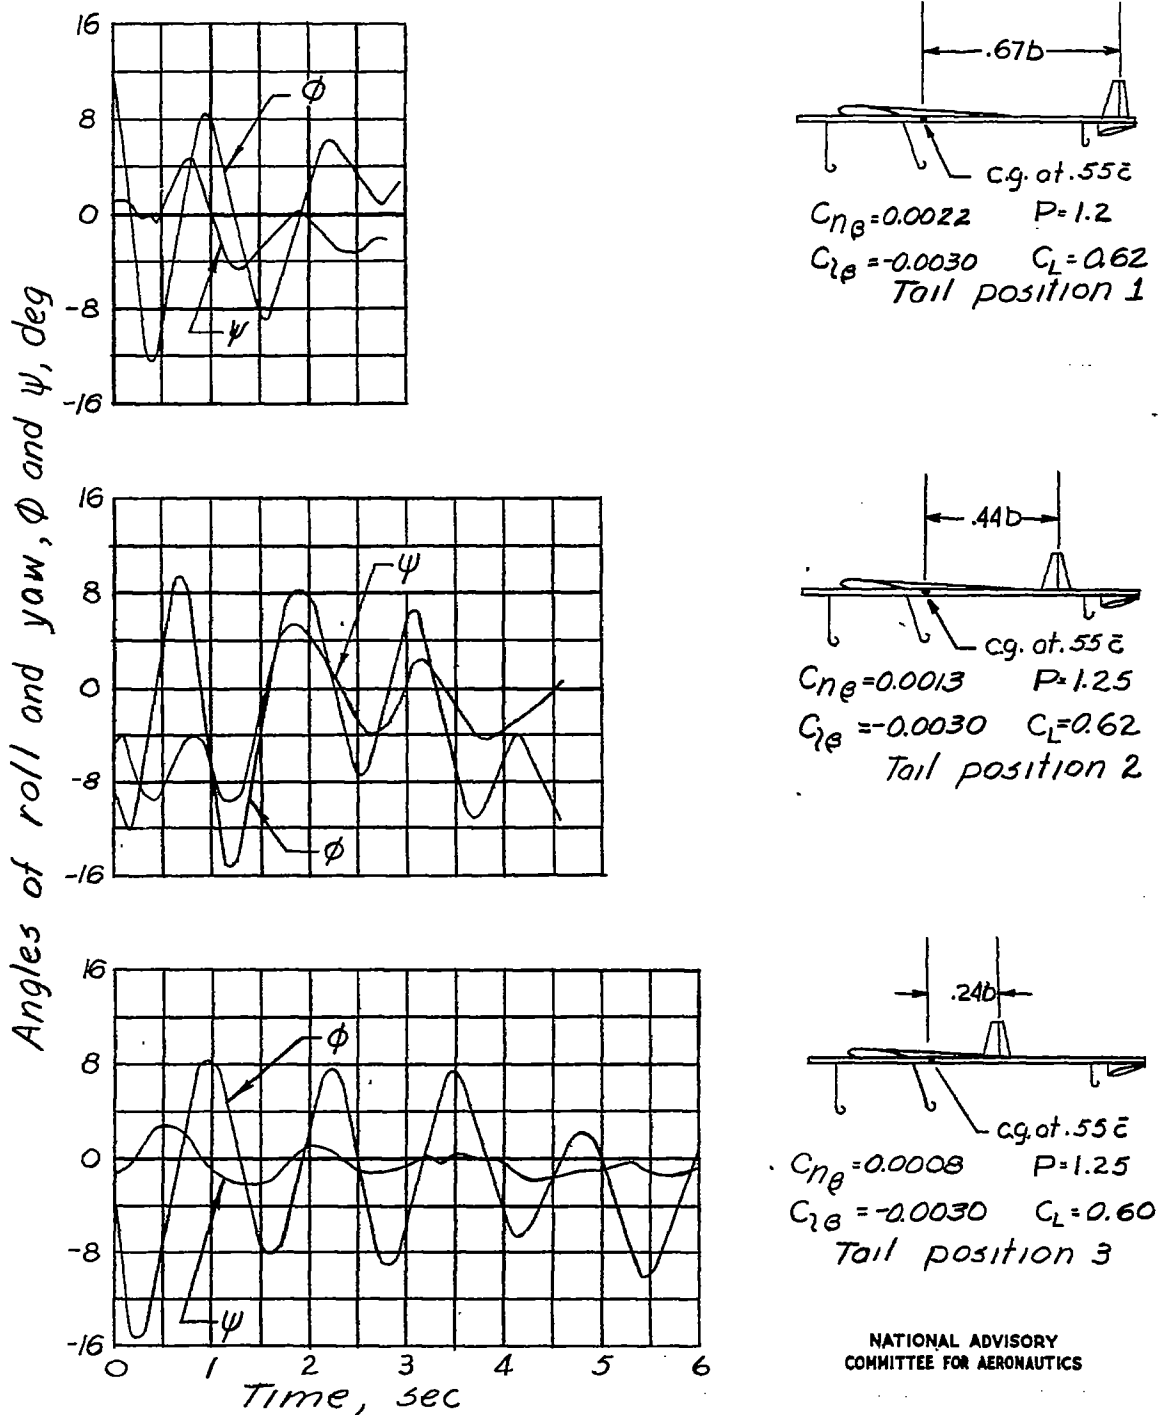 Angles of roll and yaw, ϕ and ψ, deg
16
8
0
-8
-16
ϕ
ψ
.67b
c.g. at .55c̄
Cnβ=0.0022 P=1.2
Clβ=-0.0030 CL=0.62
Tail position 1
16
8
0
-8
-16
ψ
ϕ
.44b
c.g. at .55c̄
Cnβ=0.0013 P=1.25
Clβ=-0.0030 CL=0.62
Tail position 2
16
8
0
-8
-16
ϕ
ψ
0 1 2 3 4 5 6
Time, sec
.24b
c.g. at .55c̄
Cnβ=0.0008 P=1.25
Clβ=-0.0030 CL=0.60
Tail position 3
NATIONAL ADVISORY
COMMITTEE FOR AERONAUTICS